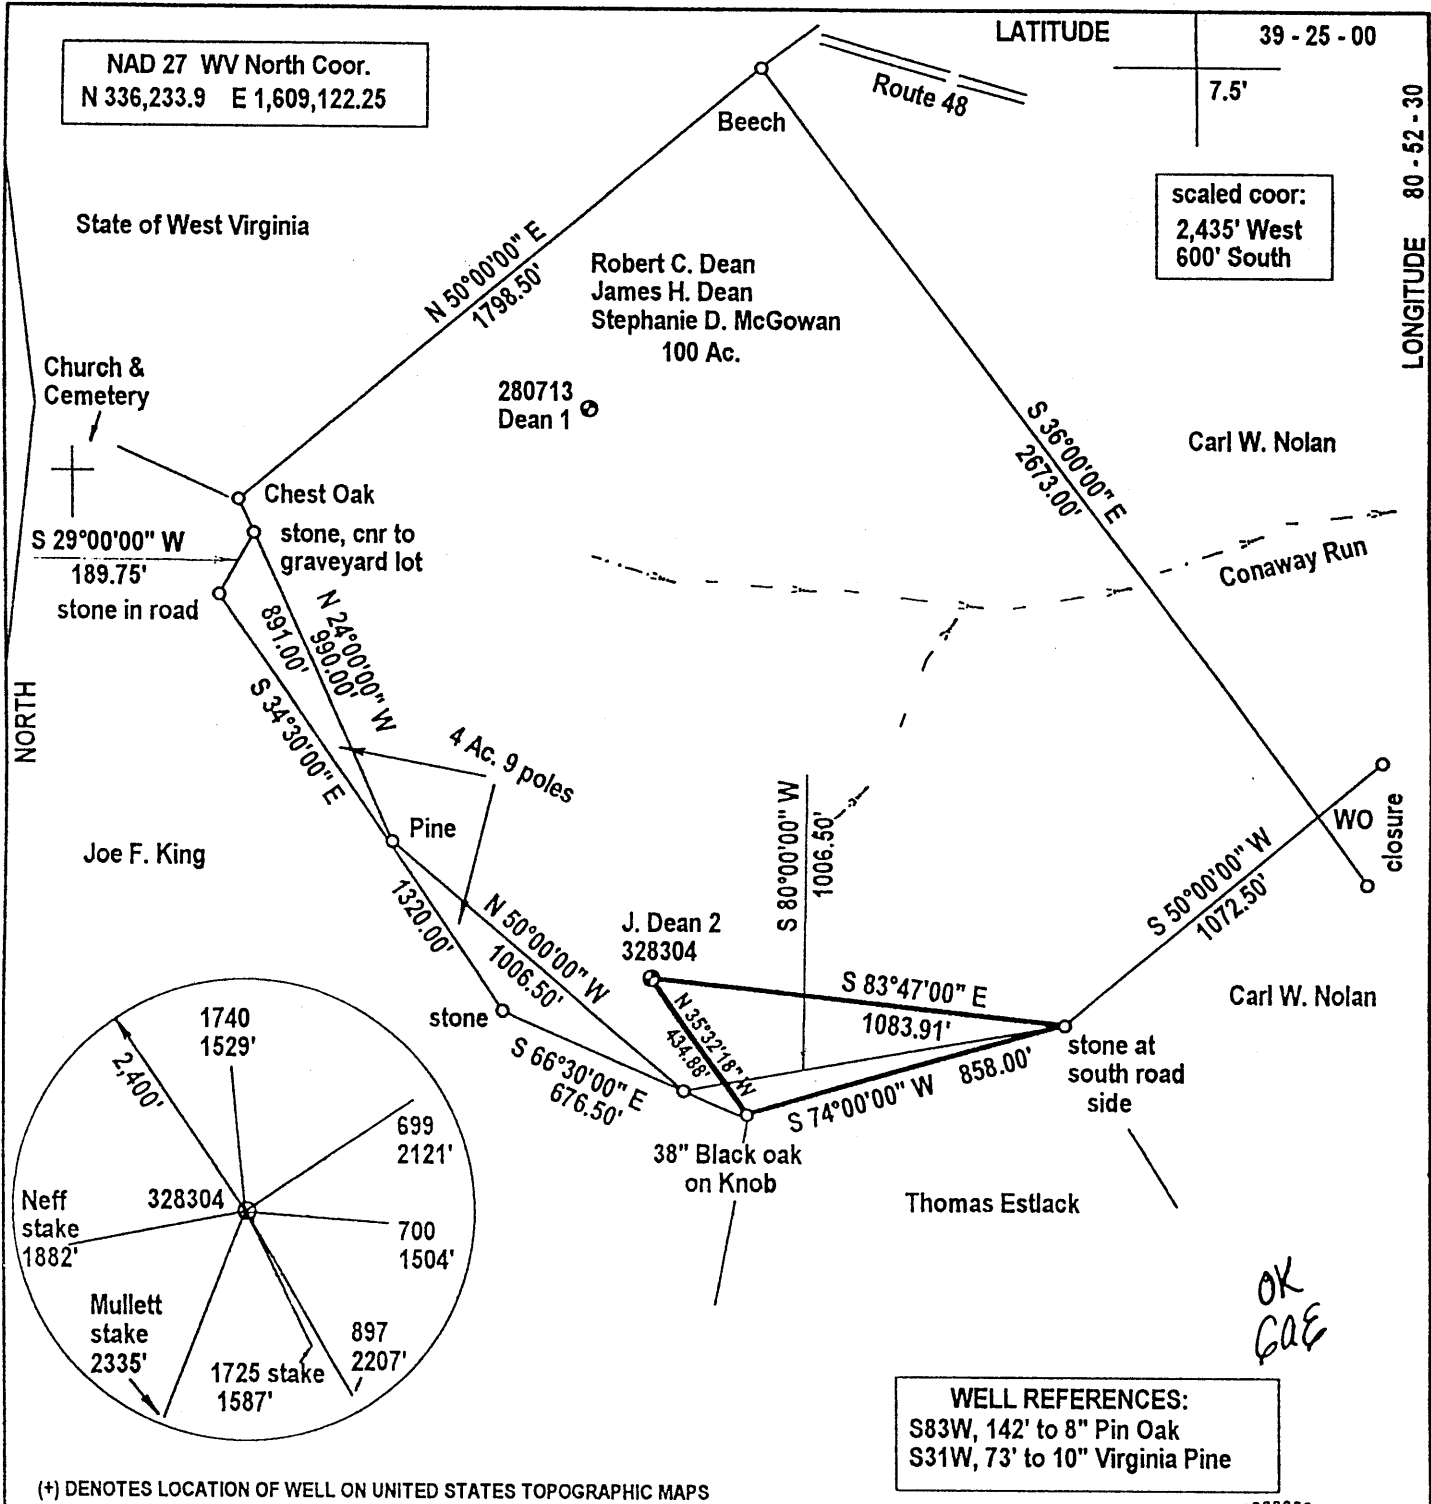 NAD 27 WV North Coor.
N 336,233.9 E 1,609,122.25
LATITUDE
39 - 25 - 00
7.5'
LONGITUDE 80 - 52 - 30
Route 48
Beech
scaled coor:
2,435' West
600' South
State of West Virginia
N 50°00'00" E
1798.50'
Robert C. Dean
James H. Dean
Stephanie D. McGowan
100 Ac.
Church &
Cemetery
280713
Dean 1
S 36°00'00" E
2673.00'
Carl W. Nolan
Chest Oak
S 29°00'00" W
189.75'
stone, cnr to
graveyard lot
stone in road
Conaway Run
N 24°00'00" W
990.00'
891.00'
S 34°30'00" E
NORTH
4 Ac. 9 poles
Pine
Joe F. King
S 80°00'00" W
1006.50'
WO
closure
S 50°00'00" W
1072.50'
1320.00'
N 50°00'00" W
1006.50'
J. Dean 2
328304
S 83°47'00" E
1083.91'
Carl W. Nolan
stone
N 35°32'18" W
434.88'
S 66°30'00" E
676.50'
S 74°00'00" W 858.00'
stone at
south road
side
38" Black oak
on Knob
Thomas Estlack
1740
1529'
2,400'
699
2121'
328304
Neff
stake
1882'
700
1504'
Mullett
stake
2335'
897
2207'
1725 stake
1587'
OK
WELL REFERENCES:
S83W, 142' to 8" Pin Oak
S31W, 73' to 10" Virginia Pine
(+) DENOTES LOCATION OF WELL ON UNITED STATES TOPOGRAPHIC MAPS